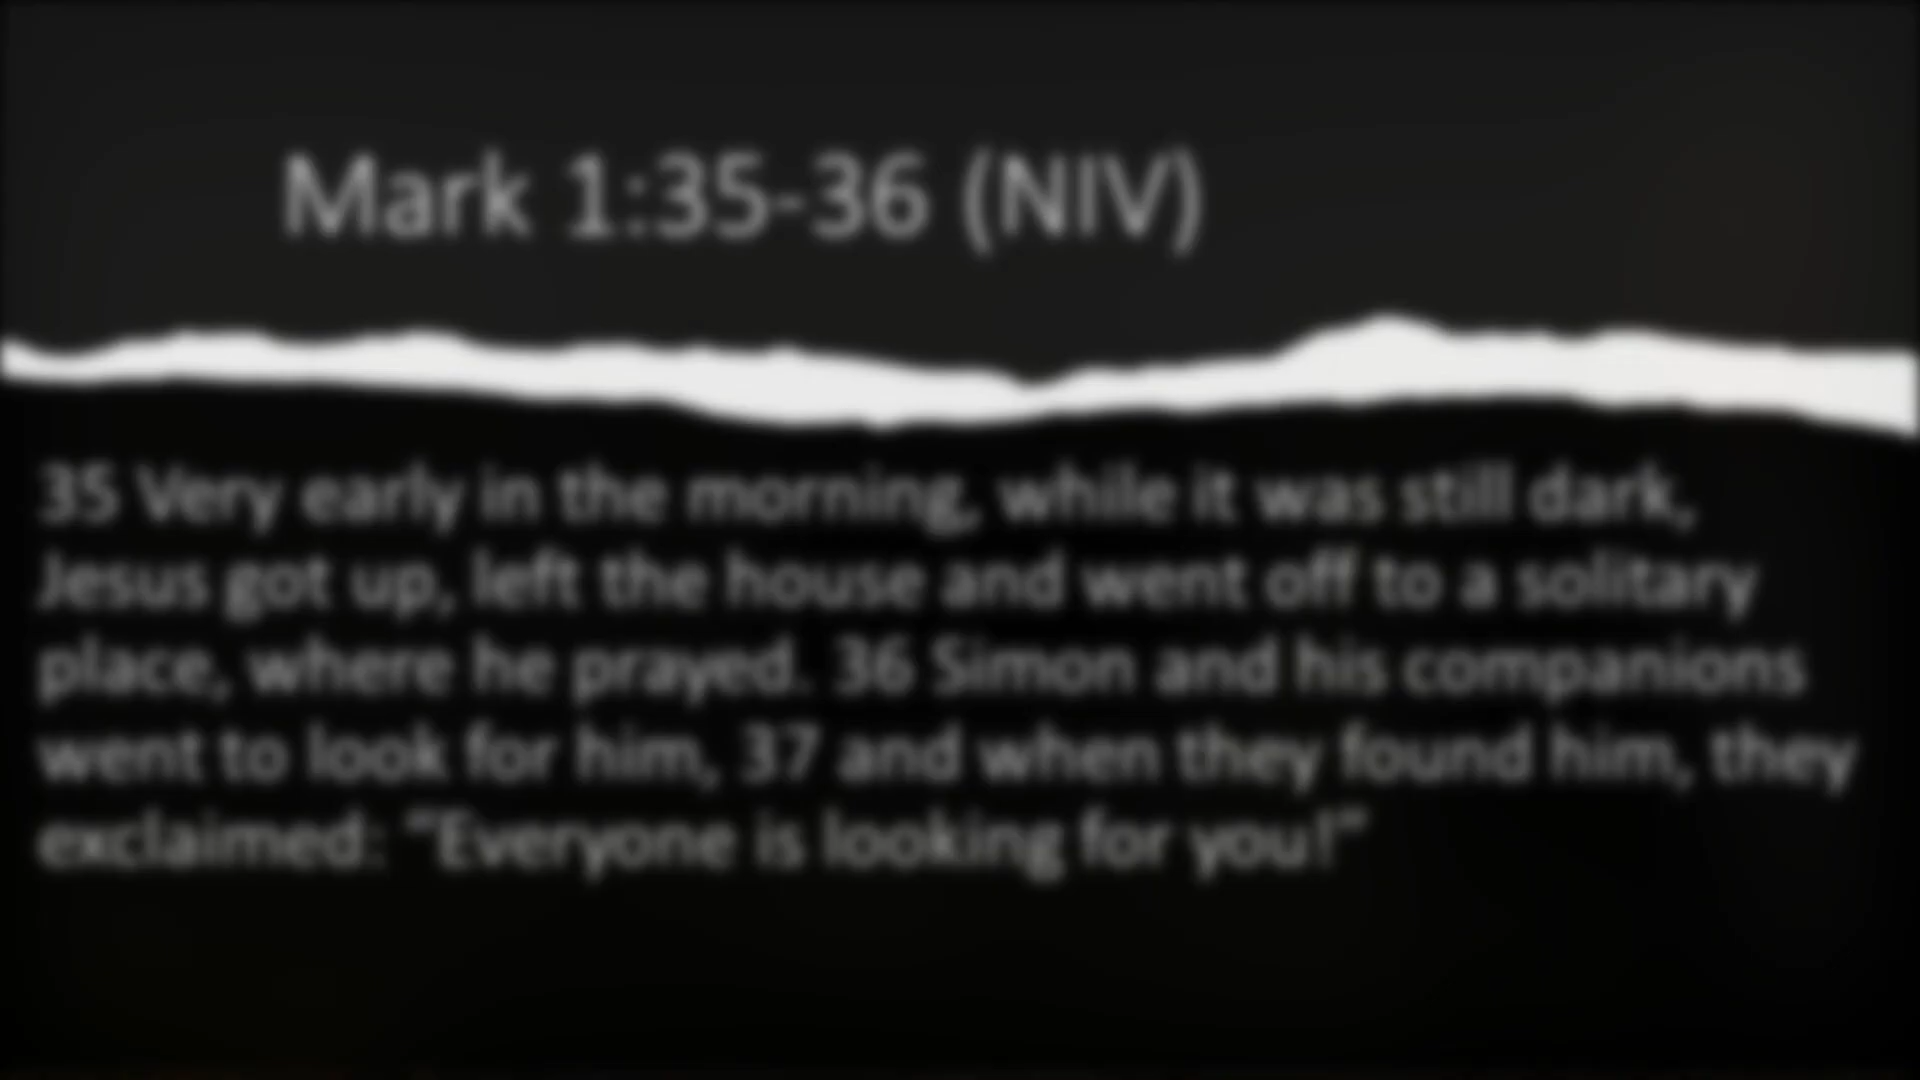 Mark 1:35-36 (NIV)
35 Very early in the morning, while it was still dark,
Jesus got up, left the house and went off to a solitary
place, where he prayed. 36 Simon and his companions
went to look for him, 37 and when they found him, they
exclaimed: “Everyone is looking for you!”